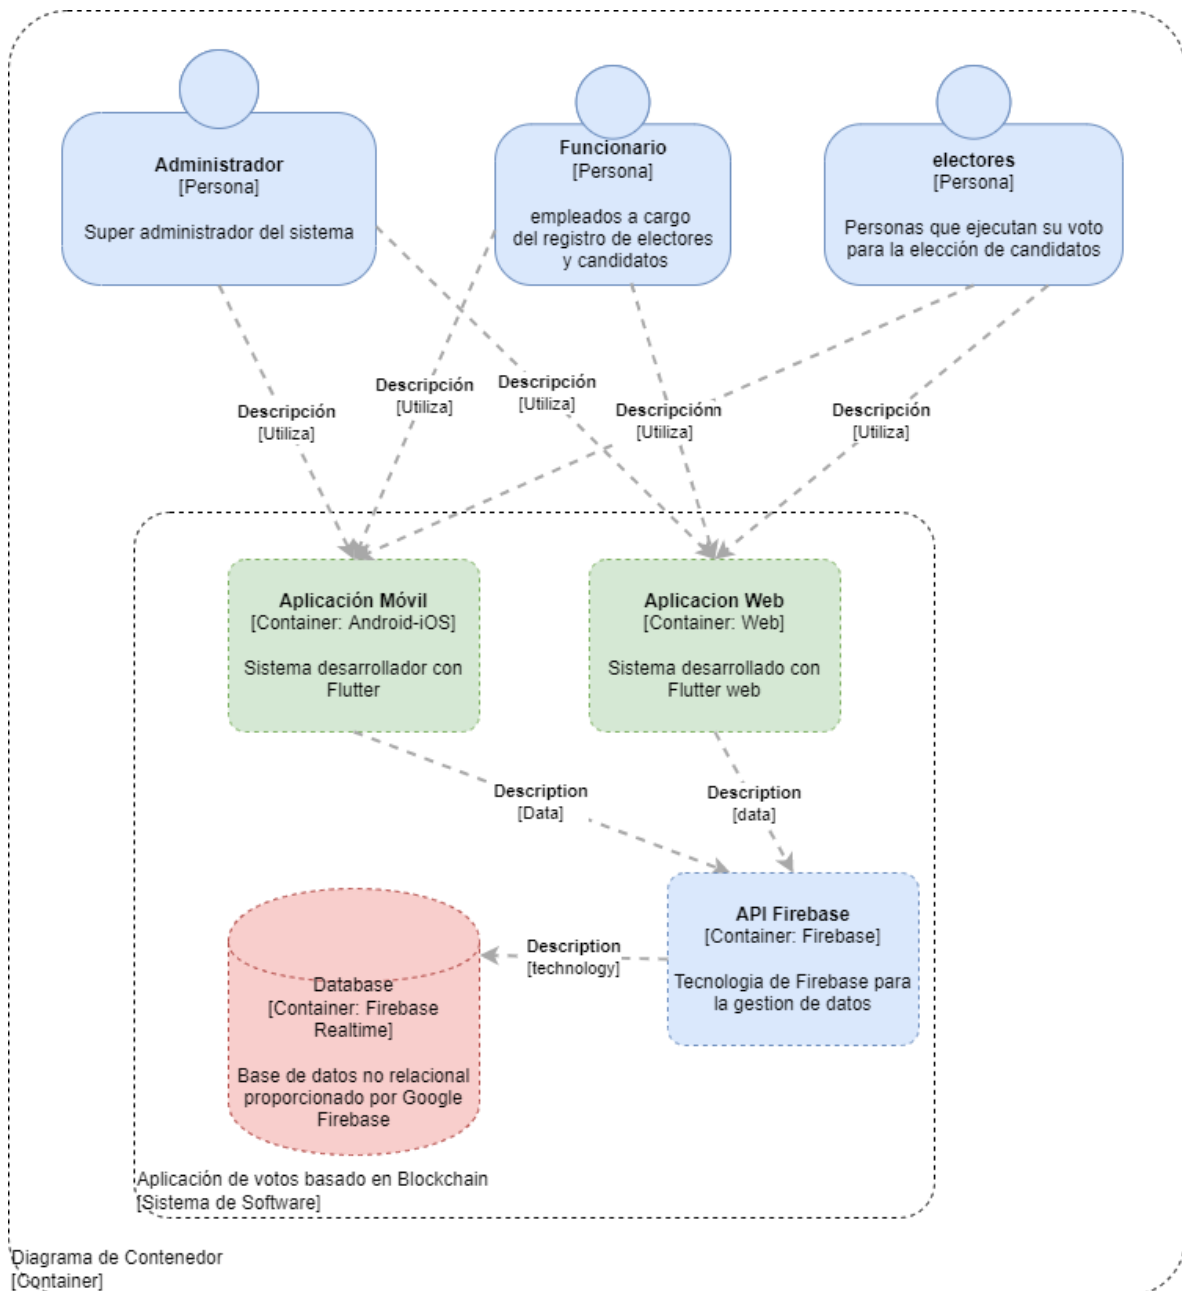 Administrador
[Persona]
Super administrador del sistema
Funcionario
[Persona]
empleados a cargo
del registro de electores
y candidatos
electores
[Persona]
Personas que ejecutan su voto
para la elección de candidatos
Descripción
[Utiliza]
Descripción
[Utiliza]
Descripción
[Utiliza]
Descripción
[Utiliza]
Descripción
[Utiliza]
Aplicación Móvil
[Container: Android-iOS]
Sistema desarrollador con
Flutter
Aplicacion Web
[Container: Web]
Sistema desarrollado con
Flutter web
Description
[Data]
Description
[data]
API Firebase
[Container: Firebase]
Tecnologia de Firebase para
la gestion de datos
Description
[technology]
Database
[Container: Firebase
Realtime]
Base de datos no relacional
proporcionado por Google
Firebase
Aplicación de votos basado en Blockchain
[Sistema de Software]
Diagrama de Contenedor
[Container]